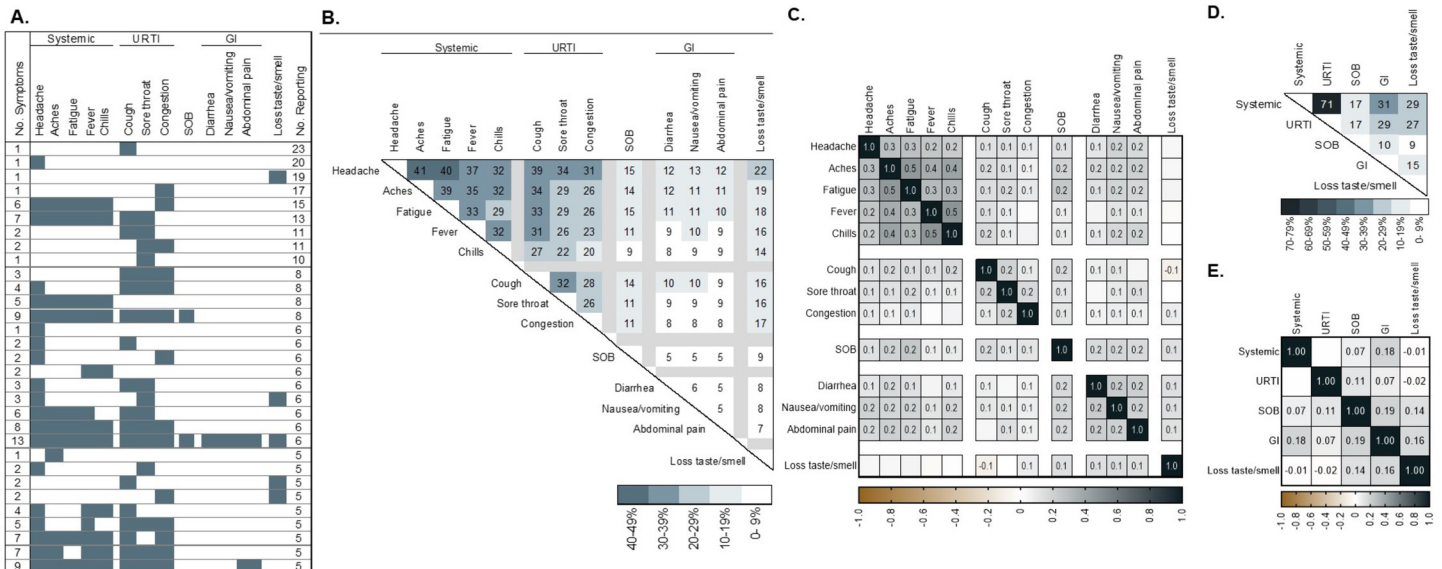 A.
Systemic URTI GI
No. Symptoms Headache Aches Fatigue Fever Chills Cough Sore throat Congestion SOB Diarrhea Nausea/vomiting Abdominal pain Loss taste/smell No. Reporting
1 23
1 20
1 19
1 17
6 15
7 13
2 11
2 11
1 10
3 8
4 8
5 8
9 8
1 6
2 6
2 6
2 6
3 6
3 6
6 6
8 6
13 6
1 5
2 5
2 5
2 5
4 5
5 5
7 5
7 5
9 5
B.
Systemic URTI GI
Headache Aches Fatigue Fever Chills Cough Sore throat Congestion SOB Diarrhea Nausea/vomiting Abdominal pain Loss taste/smell
Headache 41 40 37 32 39 34 31 15 12 13 12 22
Aches 39 35 32 34 29 26 14 12 11 11 19
Fatigue 33 29 33 29 26 15 11 11 10 18
Fever 32 31 26 23 11 9 10 9 16
Chills 27 22 20 9 8 9 9 14
Cough 32 28 14 10 10 9 16
Sore throat 26 11 9 9 9 16
Congestion 11 8 8 8 17
SOB 5 5 5 9
Diarrhea 6 5 8
Nausea/vomiting 5 8
Abdominal pain 7
Loss taste/smell
40-49% 30-39% 20-29% 10-19% 0- 9%
C.
Headache Aches Fatigue Fever Chills Cough Sore throat Congestion SOB Diarrhea Nausea/vomiting Abdominal pain Loss taste/smell
Headache 1.0 0.3 0.3 0.2 0.2 0.1 0.1 0.1 0.1 0.1 0.2 0.1
Aches 0.3 1.0 0.5 0.4 0.4 0.1 0.1 0.1 0.2 0.1 0.2 0.2
Fatigue 0.3 0.5 1.0 0.3 0.3 0.2 0.2 0.1 0.2 0.1 0.2 0.2
Fever 0.2 0.4 0.3 1.0 0.5 0.1 0.1 0.1 0.1 0.1
Chills 0.2 0.4 0.3 0.5 1.0 0.1 0.1 0.1 0.1 0.1 0.2
Cough 0.1 0.1 0.2 0.1 0.1 1.0 0.2 0.1 0.2 0.1 0.1 -0.1
Sore throat 0.1 0.1 0.2 0.1 0.1 0.2 1.0 0.2 0.1 0.1 0.1
Congestion 0.1 0.1 0.1 0.1 0.2 1.0 0.1 0.1 0.1 0.1 0.1
SOB 0.1 0.2 0.2 0.1 0.1 0.2 0.1 0.1 1.0 0.2 0.2 0.2 0.1
Diarrhea 0.1 0.1 0.1 0.1 0.1 0.1 0.2 1.0 0.2 0.2 0.1
Nausea/vomiting 0.2 0.2 0.2 0.1 0.1 0.1 0.1 0.1 0.2 0.2 1.0 0.2 0.1
Abdominal pain 0.1 0.2 0.2 0.1 0.2 0.1 0.1 0.2 0.2 0.2 1.0 0.1
Loss taste/smell -0.1 0.1 0.1 0.1 0.1 0.1 1.0
-1.0 -0.8 -0.6 -0.4 -0.2 0 0.2 0.4 0.6 0.8 1.0
D.
Systemic URTI SOB GI Loss taste/smell
Systemic 71 17 31 29
URTI 17 29 27
SOB 10 9
GI 15
Loss taste/smell
70-79% 60-69% 50-59% 40-49% 30-39% 20-29% 10-19% 0- 9%
E.
Systemic URTI SOB GI Loss taste/smell
Systemic 1.00 0.07 0.18 -0.01
URTI 1.00 0.11 0.07 -0.02
SOB 0.07 0.11 1.00 0.19 0.14
GI 0.18 0.07 0.19 1.00 0.16
Loss taste/smell -0.01 -0.02 0.14 0.16 1.00
-1.0 -0.8 -0.6 -0.4 -0.2 0 0.2 0.4 0.6 0.8 1.0